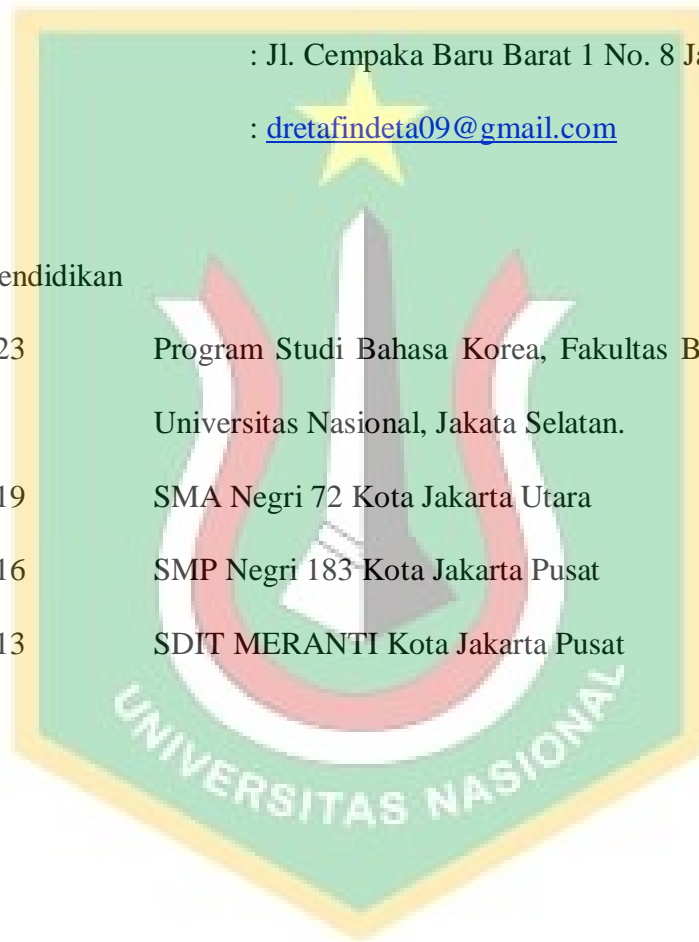 : Jl. Cempaka Baru Barat 1 No. 8
: dretafindeta09@gmail.com
endidikan
23 Program Studi Bahasa Korea, Fakultas
Universitas Nasional, Jakata Selatan.
19 SMA Negri 72 Kota Jakarta Utara
16 SMP Negri 183 Kota Jakarta Pusat
13 SDIT MERANTI Kota Jakarta Pusat
UNIVERSITAS NASIONAL